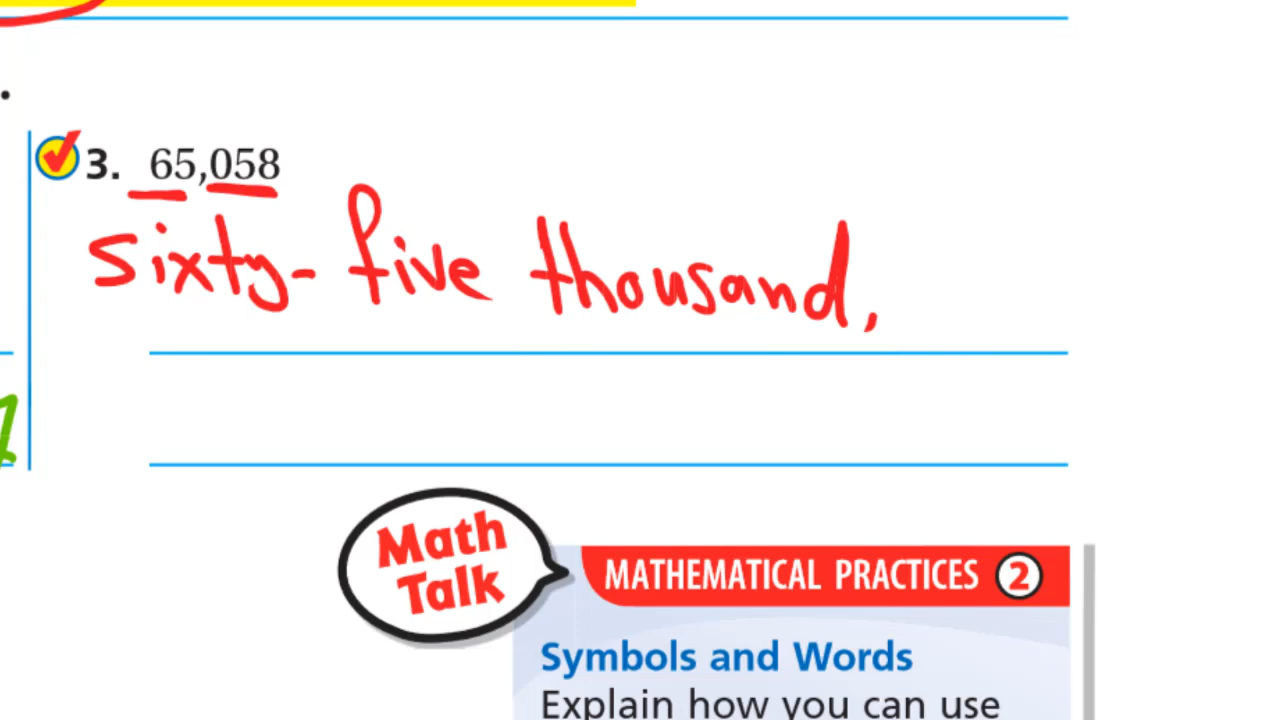 3. 65,058
sixty-five thousand,
Math
Talk
MATHEMATICAL PRACTICES 2
Symbols and Words
Explain how you can use